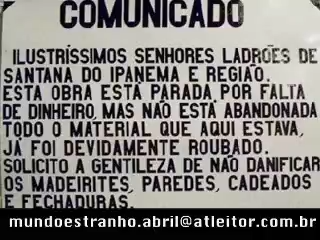 COMUNICADO
ILUSTRÍSSIMOS SENHORES LADRÕES DE
SANTANA DO IPANEMA E REGIÃO.
ESTA OBRA ESTÁ PARADA POR FALTA
DE DINHEIRO, MAS NÃO ESTÁ ABANDONADA
TODO O MATERIAL QUE AQUI ESTAVA,
JÁ FOI DEVIDAMENTE ROUBADO.
SOLICITO A GENTILEZA DE NÃO DANIFICAR
OS MADEIRITES, PAREDES, CADEADOS
E FECHADURAS.
mundoestranho.abril@atleitor.com.br